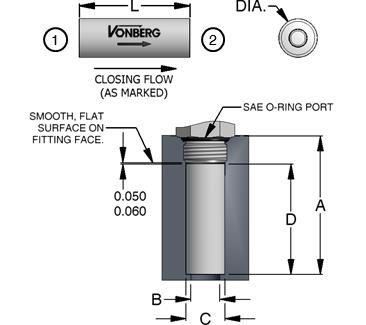 L
DIA.
1
VONBERG
2
CLOSING FLOW
(AS MARKED)
SMOOTH, FLAT
SURFACE ON
FITTING FACE.
SAE O-RING PORT
0.050
0.060
A
D
B
C